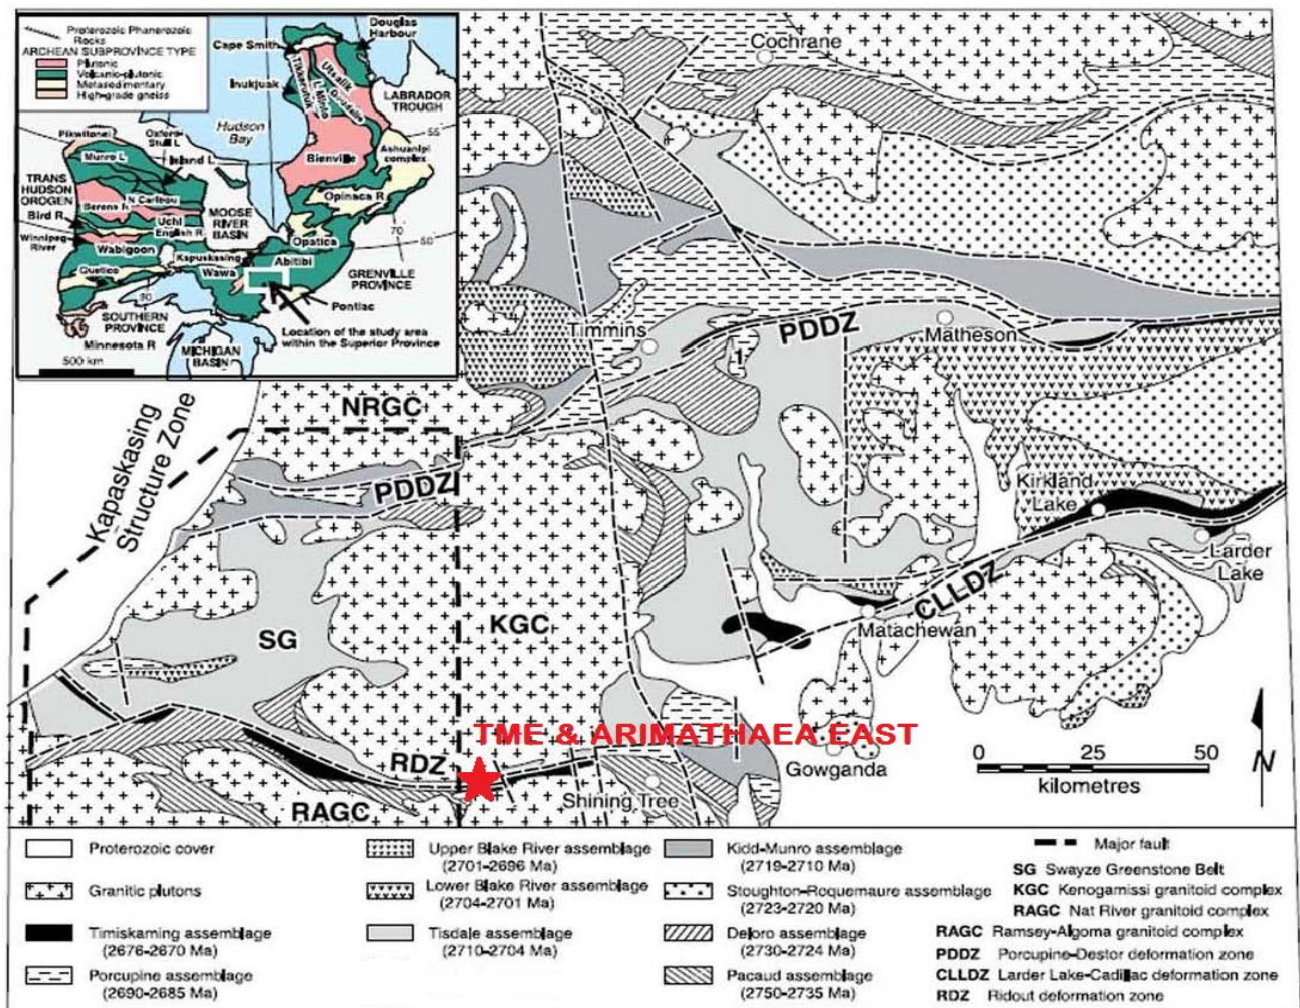 Proterozoic Phanerozoic
Rocks
ARCHEAN SUBPROVINCE TYPE
Plutonic
Volcanic-plutonic
Metasedimentary
High-grade gneiss
Cape Smith
Douglas
Harbour
Inukjuak
Tikkerutuk
L. Minto
Utsalik
LABRADOR
TROUGH
Hudson
Bay
55
Pikwitonei
Oxford-
Stull L
Munro L
Island L
Bienville
Ashuanipi
complex
TRANS
HUDSON
OROGEN
Berens R
N Caribou
MOOSE
RIVER
BASIN
Opinaca R
Bird R
Uchi
English R
70
50
Winnipeg
River
Wabigoon
Opatica
Kapuskasing
Abitibi
Quetico
Wawa
GRENVILLE
PROVINCE
90
Pontiac
SOUTHERN
PROVINCE
Minnesota R
MICHIGAN
BASIN
Location of the study area
within the Superior Province
500 km
Cochrane
Timmins
PDDZ
Matheson
1
NRGC
Kapaskasing
Structure Zone
PDDZ
Kirkland
Lake
Larder
Lake
CLLDZ
SG
KGC
Matachewan
TME & ARIMATHAEA EAST
RDZ
RAGC
Shining Tree
Gowganda
0 25 50
kilometres
N
Proterozoic cover
Granitic plutons
Timiskaming assemblage
(2676-2670 Ma)
Porcupine assemblage
(2690-2685 Ma)
Upper Blake River assemblage
(2701-2696 Ma)
Lower Blake River assemblage
(2704-2701 Ma)
Tisdale assemblage
(2710-2704 Ma)
Kidd-Munro assemblage
(2719-2710 Ma)
Stoughton-Roquemaure assemblage
(2723-2720 Ma)
Deloro assemblage
(2730-2724 Ma)
Pacaud assemblage
(2750-2735 Ma)
Major fault
SG Swayze Greenstone Belt
KGC Kenogamissi granitoid complex
RAGC Nat River granitoid complex
RAGC Ramsey-Algoma granitoid complex
PDDZ Porcupine-Destor deformation zone
CLLDZ Larder Lake-Cadillac deformation zone
RDZ Ridout deformation zone